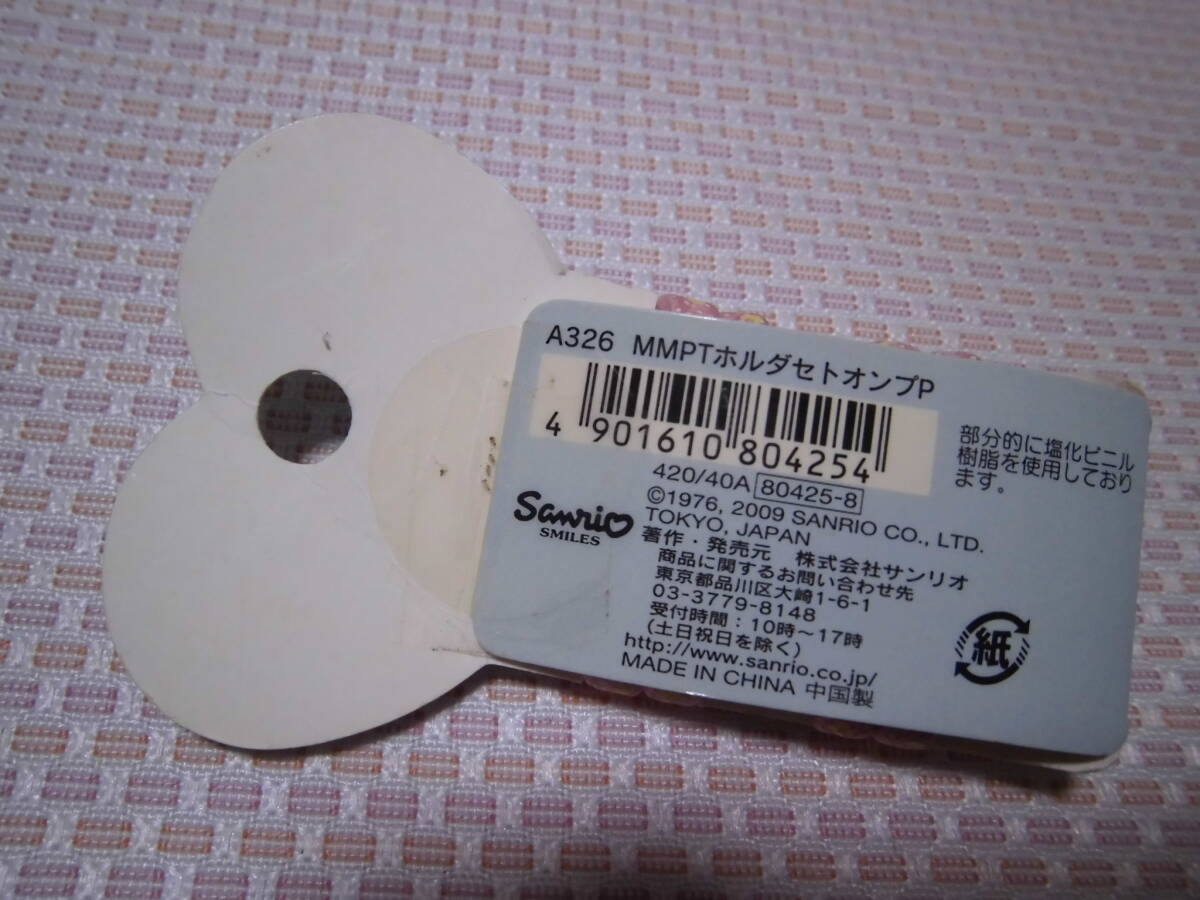 A326 MMPTホルダセトオンプP
4 901610 804254
部分的に塩化ビニル
樹脂を使用しており
ます。
420/40A 80425-8
©1976, 2009 SANRIO CO., LTD.
TOKYO, JAPAN
Sanrio
SMILES
著作・発売元 株式会社サンリオ
商品に関するお問い合わせ先
東京都品川区大崎1-6-1
03-3779-8148
受付時間：10時～17時
(土日祝日を除く)
http://www.sanrio.co.jp/
MADE IN CHINA 中国製
紙